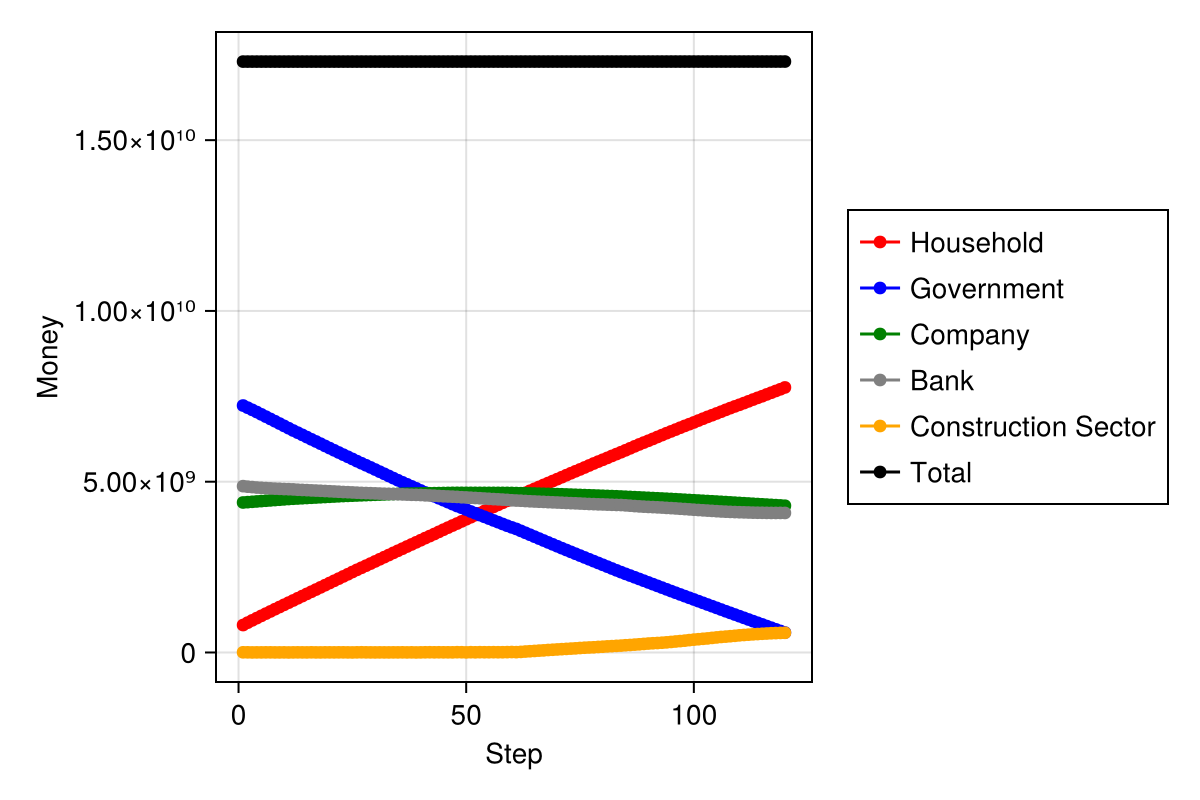 1.50×10¹⁰
1.00×10¹⁰
5.00×10⁹
0
Money
0
50
100
Step
Household
Government
Company
Bank
Construction Sector
Total